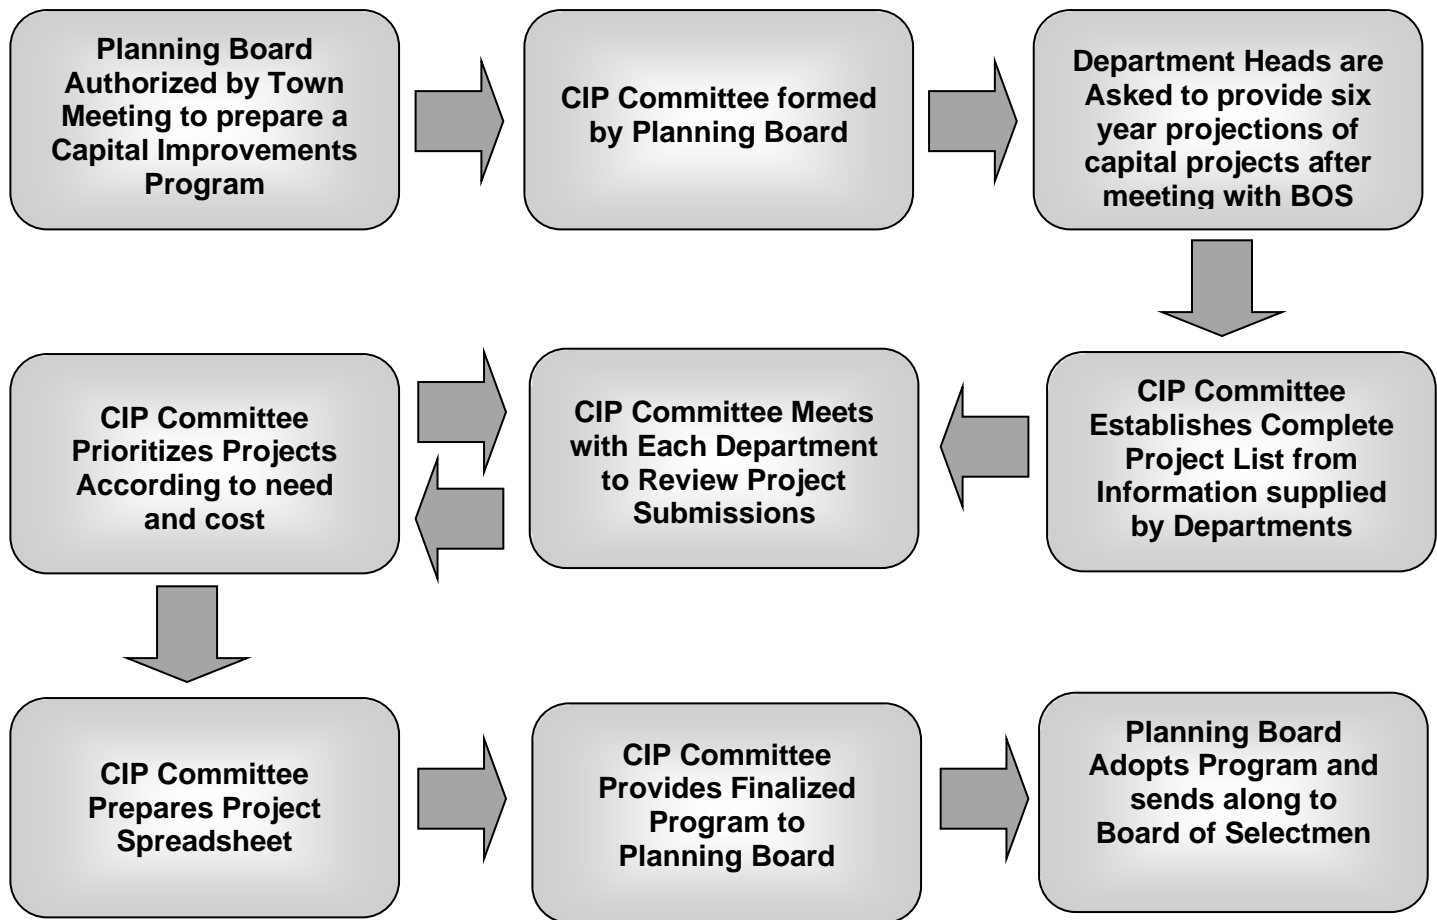 Planning Board
Authorized by Town
Meeting to prepare a
Capital Improvements
Program
CIP Committee formed
by Planning Board
Department Heads are
Asked to provide six
year projections of
capital projects after
meeting with BOS
CIP Committee
Establishes Complete
Project List from
Information supplied
by Departments
CIP Committee Meets
with Each Department
to Review Project
Submissions
CIP Committee
Prioritizes Projects
According to need
and cost
CIP Committee
Prepares Project
Spreadsheet
CIP Committee
Provides Finalized
Program to
Planning Board
Planning Board
Adopts Program and
sends along to
Board of Selectmen